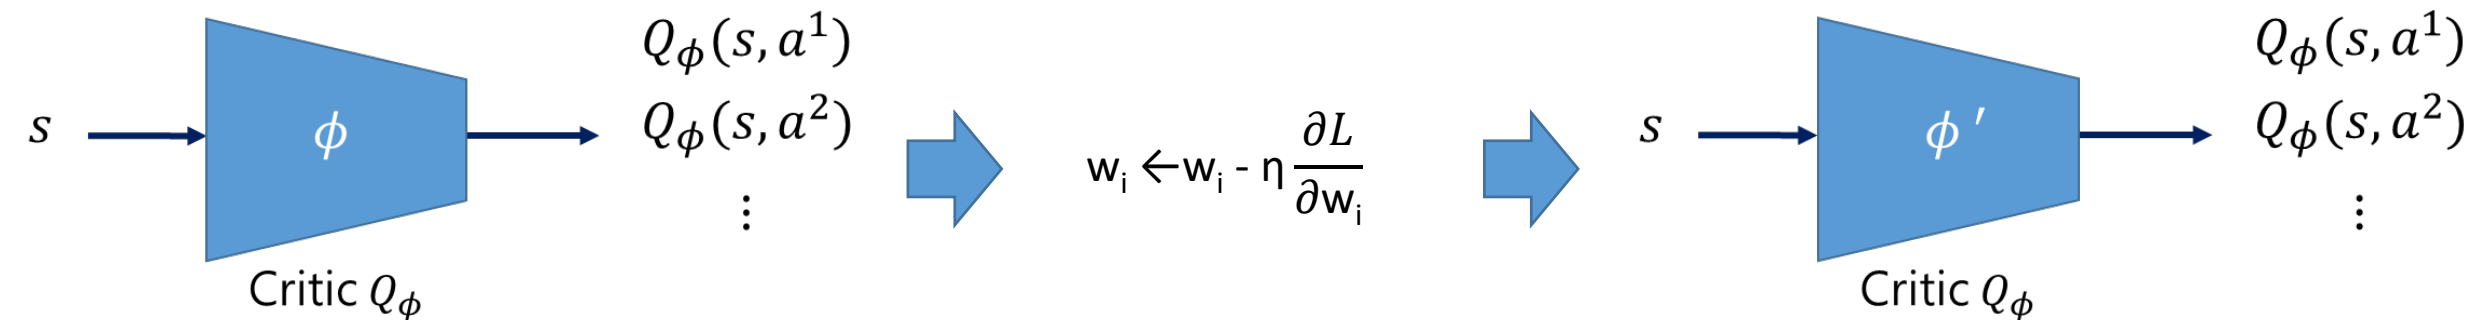 s
ϕ
Q_ϕ(s, a^1)
Q_ϕ(s, a^2)
⋮
Critic Q_ϕ
w_i ← w_i - η ∂L/∂w_i
s
ϕ ′
Q_ϕ(s, a^1)
Q_ϕ(s, a^2)
⋮
Critic Q_ϕ